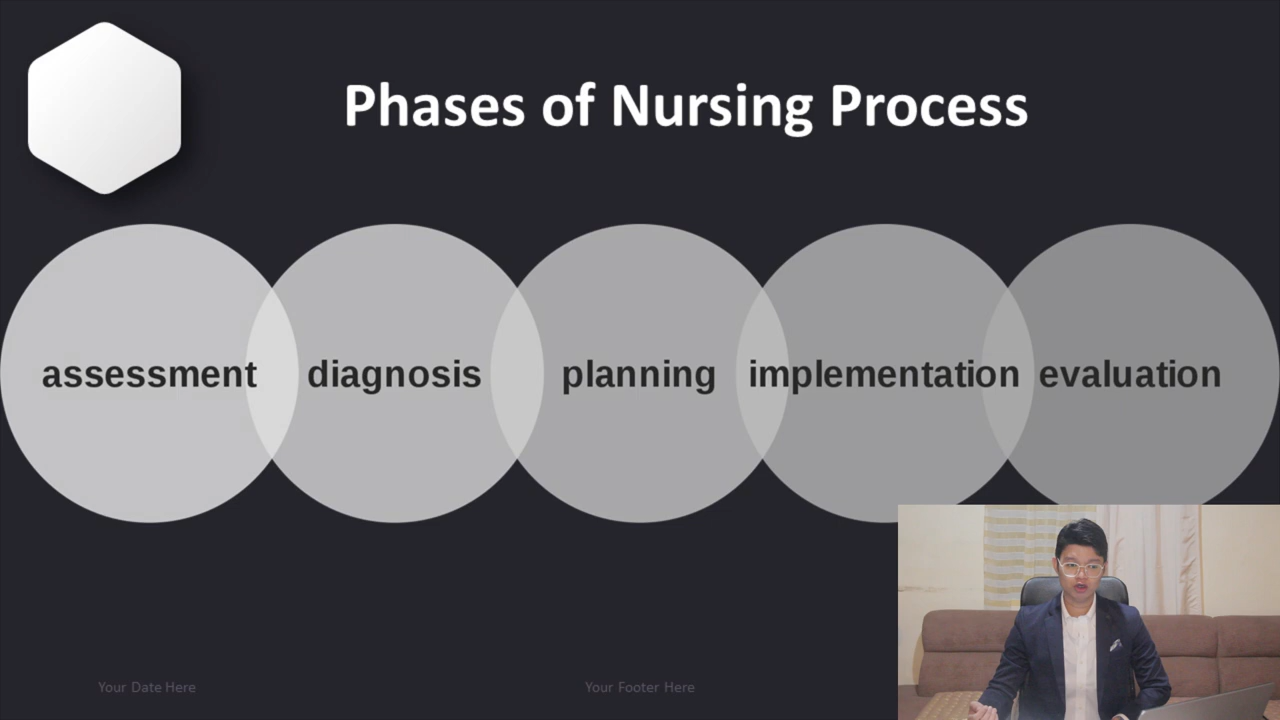 Phases of Nursing Process
assessment diagnosis planning implementation evaluation
Your Date Here Your Footer Here